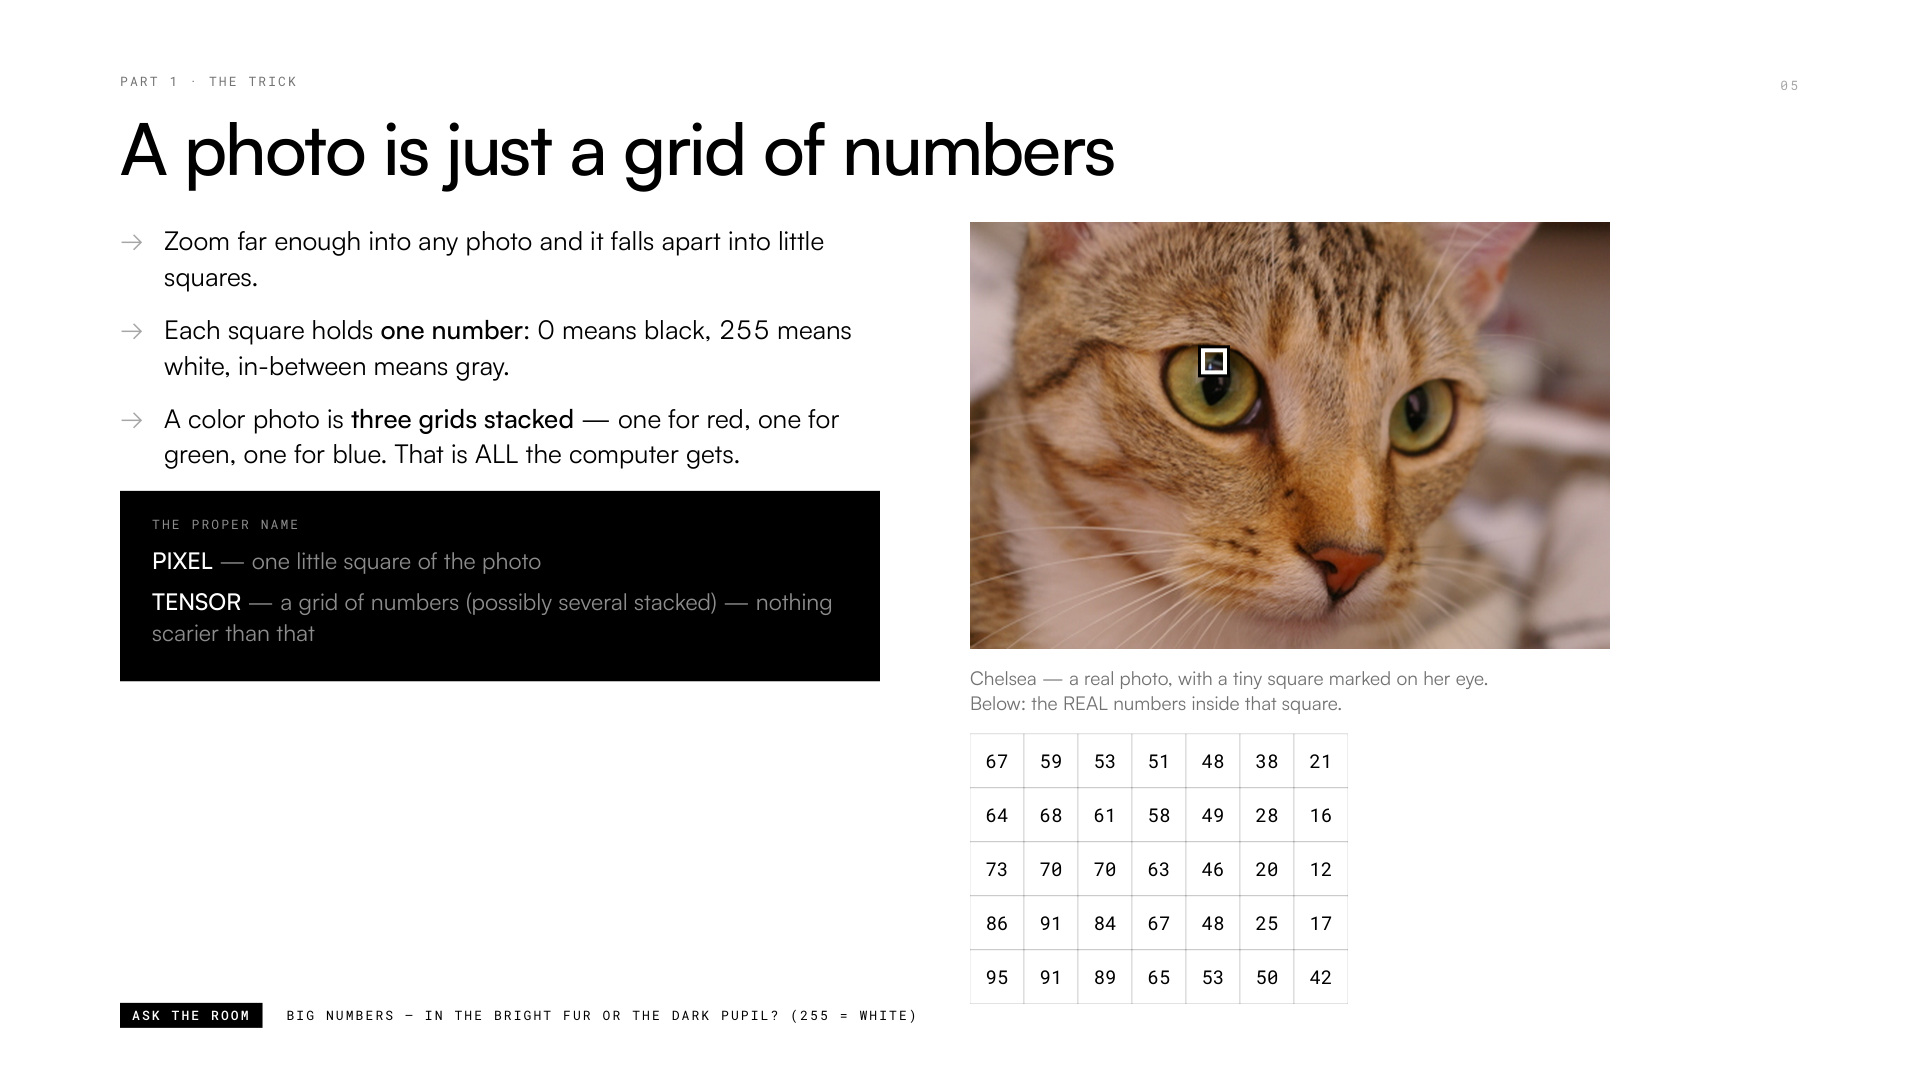 PART 1 · THE TRICK
05
A photo is just a grid of numbers
→ Zoom far enough into any photo and it falls apart into little
squares.
→ Each square holds one number: 0 means black, 255 means
white, in-between means gray.
→ A color photo is three grids stacked — one for red, one for
green, one for blue. That is ALL the computer gets.
THE PROPER NAME
PIXEL — one little square of the photo
TENSOR — a grid of numbers (possibly several stacked) — nothing
scarier than that
Chelsea — a real photo, with a tiny square marked on her eye.
Below: the REAL numbers inside that square.
67 59 53 51 48 38 21
64 68 61 58 49 28 16
73 70 70 63 46 20 12
86 91 84 67 48 25 17
95 91 89 65 53 50 42
ASK THE ROOM BIG NUMBERS — IN THE BRIGHT FUR OR THE DARK PUPIL? (255 = WHITE)